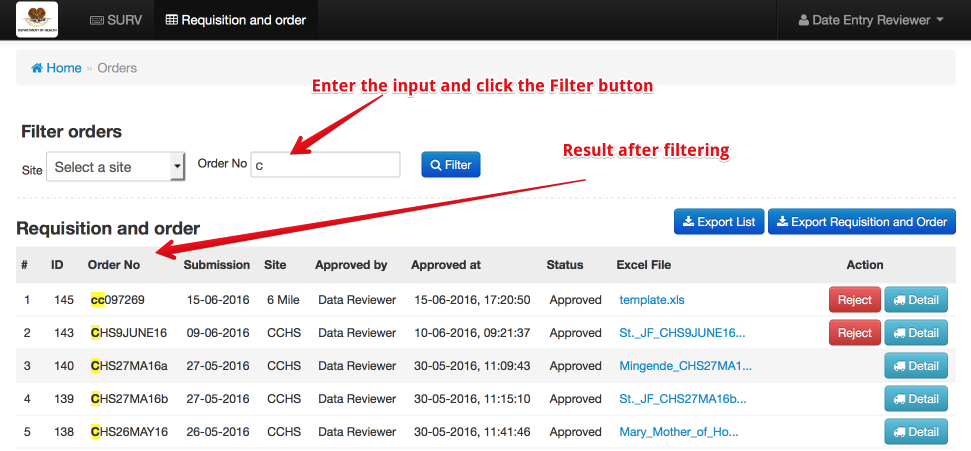 DEPARTMENT OF HEALTH
SURV
Requisition and order
Date Entry Reviewer
Home » Orders
Enter the input and click the Filter button
Filter orders
Site Select a site Order No C Filter
Result after filtering
Requisition and order
Export List Export Requisition and Order
# ID Order No Submission Site Approved by Approved at Status Excel File Action
1 145 cc097269 15-06-2016 6 Mile Data Reviewer 15-06-2016, 17:20:50 Approved template.xls Reject Detail
2 143 CHS9JUNE16 09-06-2016 CCHS Data Reviewer 10-06-2016, 09:21:37 Approved St._JF_CHS9JUNE16... Reject Detail
3 140 CHS27MA16a 27-05-2016 CCHS Data Reviewer 30-05-2016, 11:09:43 Approved Mingende_CHS27MA1... Detail
4 139 CHS27MA16b 27-05-2016 CCHS Data Reviewer 30-05-2016, 11:15:10 Approved St._JF_CHS27MA16b... Detail
5 138 CHS26MAY16 26-05-2016 CCHS Data Reviewer 30-05-2016, 11:41:46 Approved Mary_Mother_of_Ho... Detail